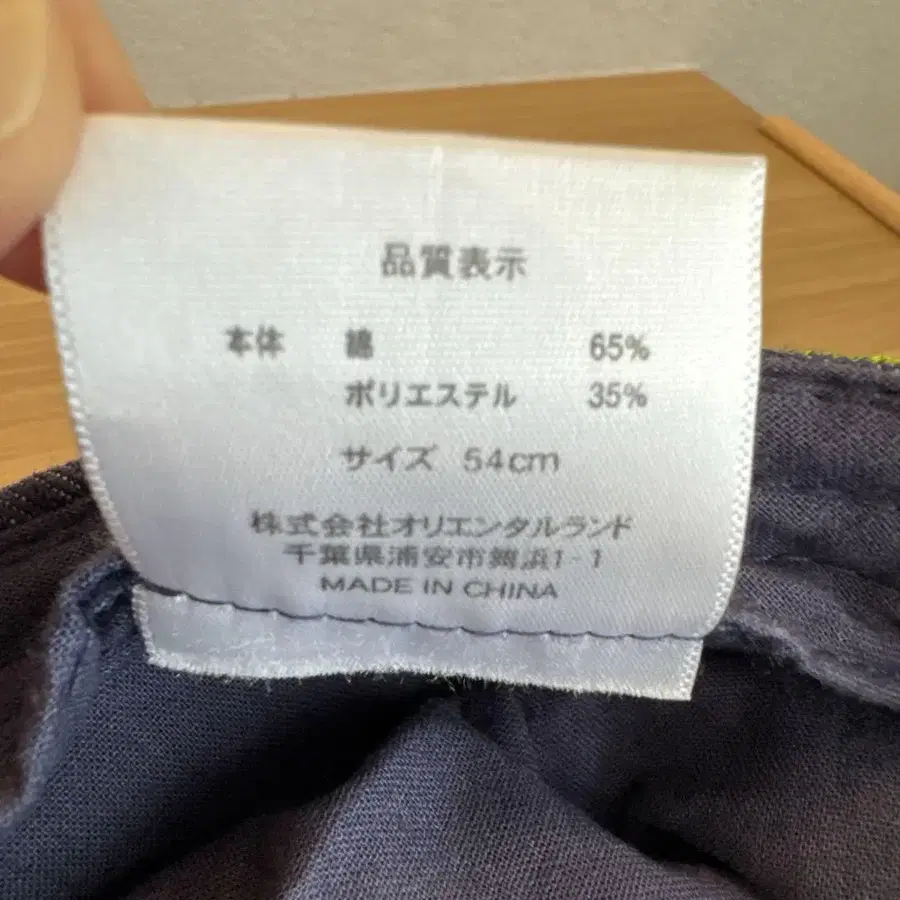 品質表示
本体 綿 65%
ポリエステル 35%
サイズ 54cm
株式会社オリエンタルランド
千葉県浦安市舞浜1-1
MADE IN CHINA